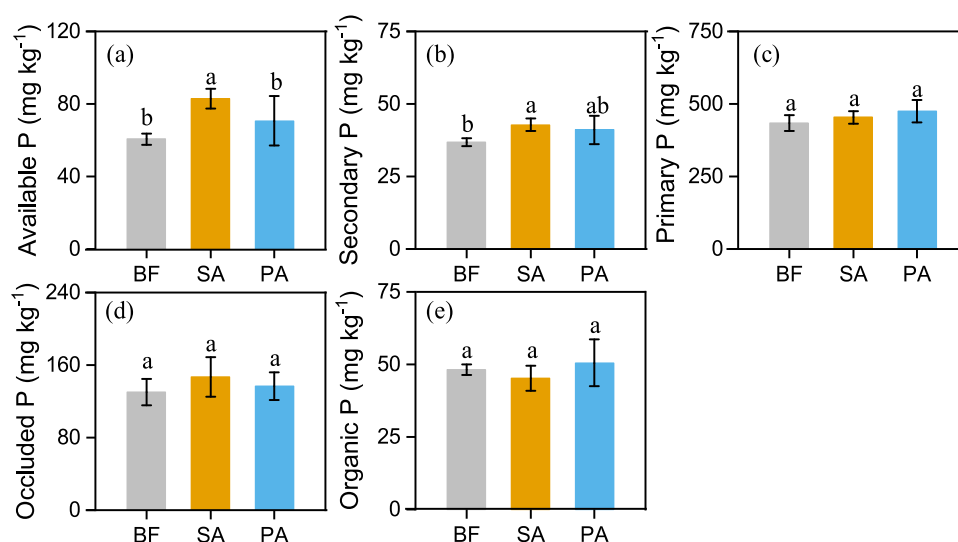 Available P (mg kg⁻¹)
120
80
40
0
(a)
b
a
b
BF SA PA
Secondary P (mg kg⁻¹)
75
50
25
0
(b)
b
a
ab
BF SA PA
Primary P (mg kg⁻¹)
750
500
250
0
(c)
a
a
a
BF SA PA
Occluded P (mg kg⁻¹)
240
160
80
0
(d)
a
a
a
BF SA PA
Organic P (mg kg⁻¹)
75
50
25
0
(e)
a
a
a
BF SA PA